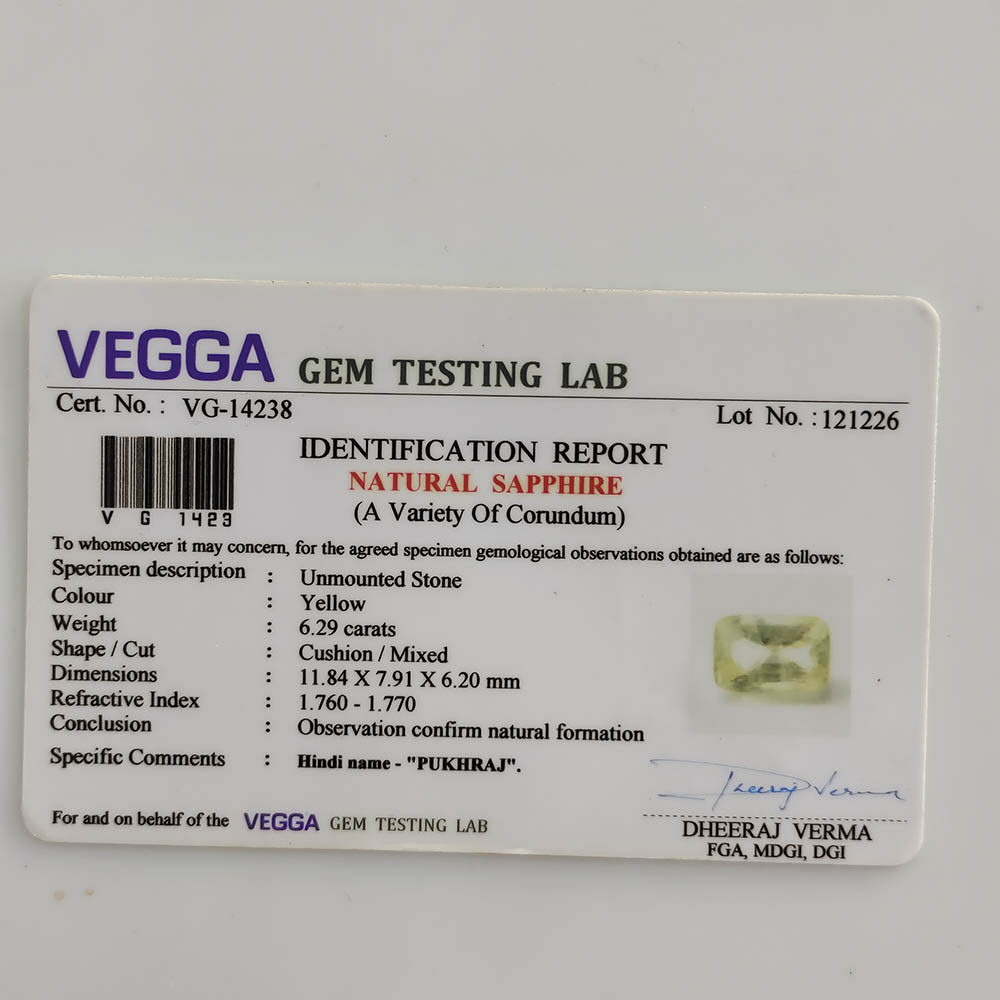 VEGGA GEM TESTING LAB
Cert. No. : VG-14238
Lot No. : 121226
V G 1423
IDENTIFICATION REPORT
NATURAL SAPPHIRE
(A Variety Of Corundum)
To whomsoever it may concern, for the agreed specimen gemological observations obtained are as follows:
Specimen description : Unmounted Stone
Colour : Yellow
Weight : 6.29 carats
Shape / Cut : Cushion / Mixed
Dimensions : 11.84 X 7.91 X 6.20 mm
Refractive Index : 1.760 - 1.770
Conclusion : Observation confirm natural formation
Specific Comments : Hindi name - "PUKHRAJ".
Dheeraj Verma
For and on behalf of the VEGGA GEM TESTING LAB
DHEERAJ VERMA
FGA, MDGI, DGI